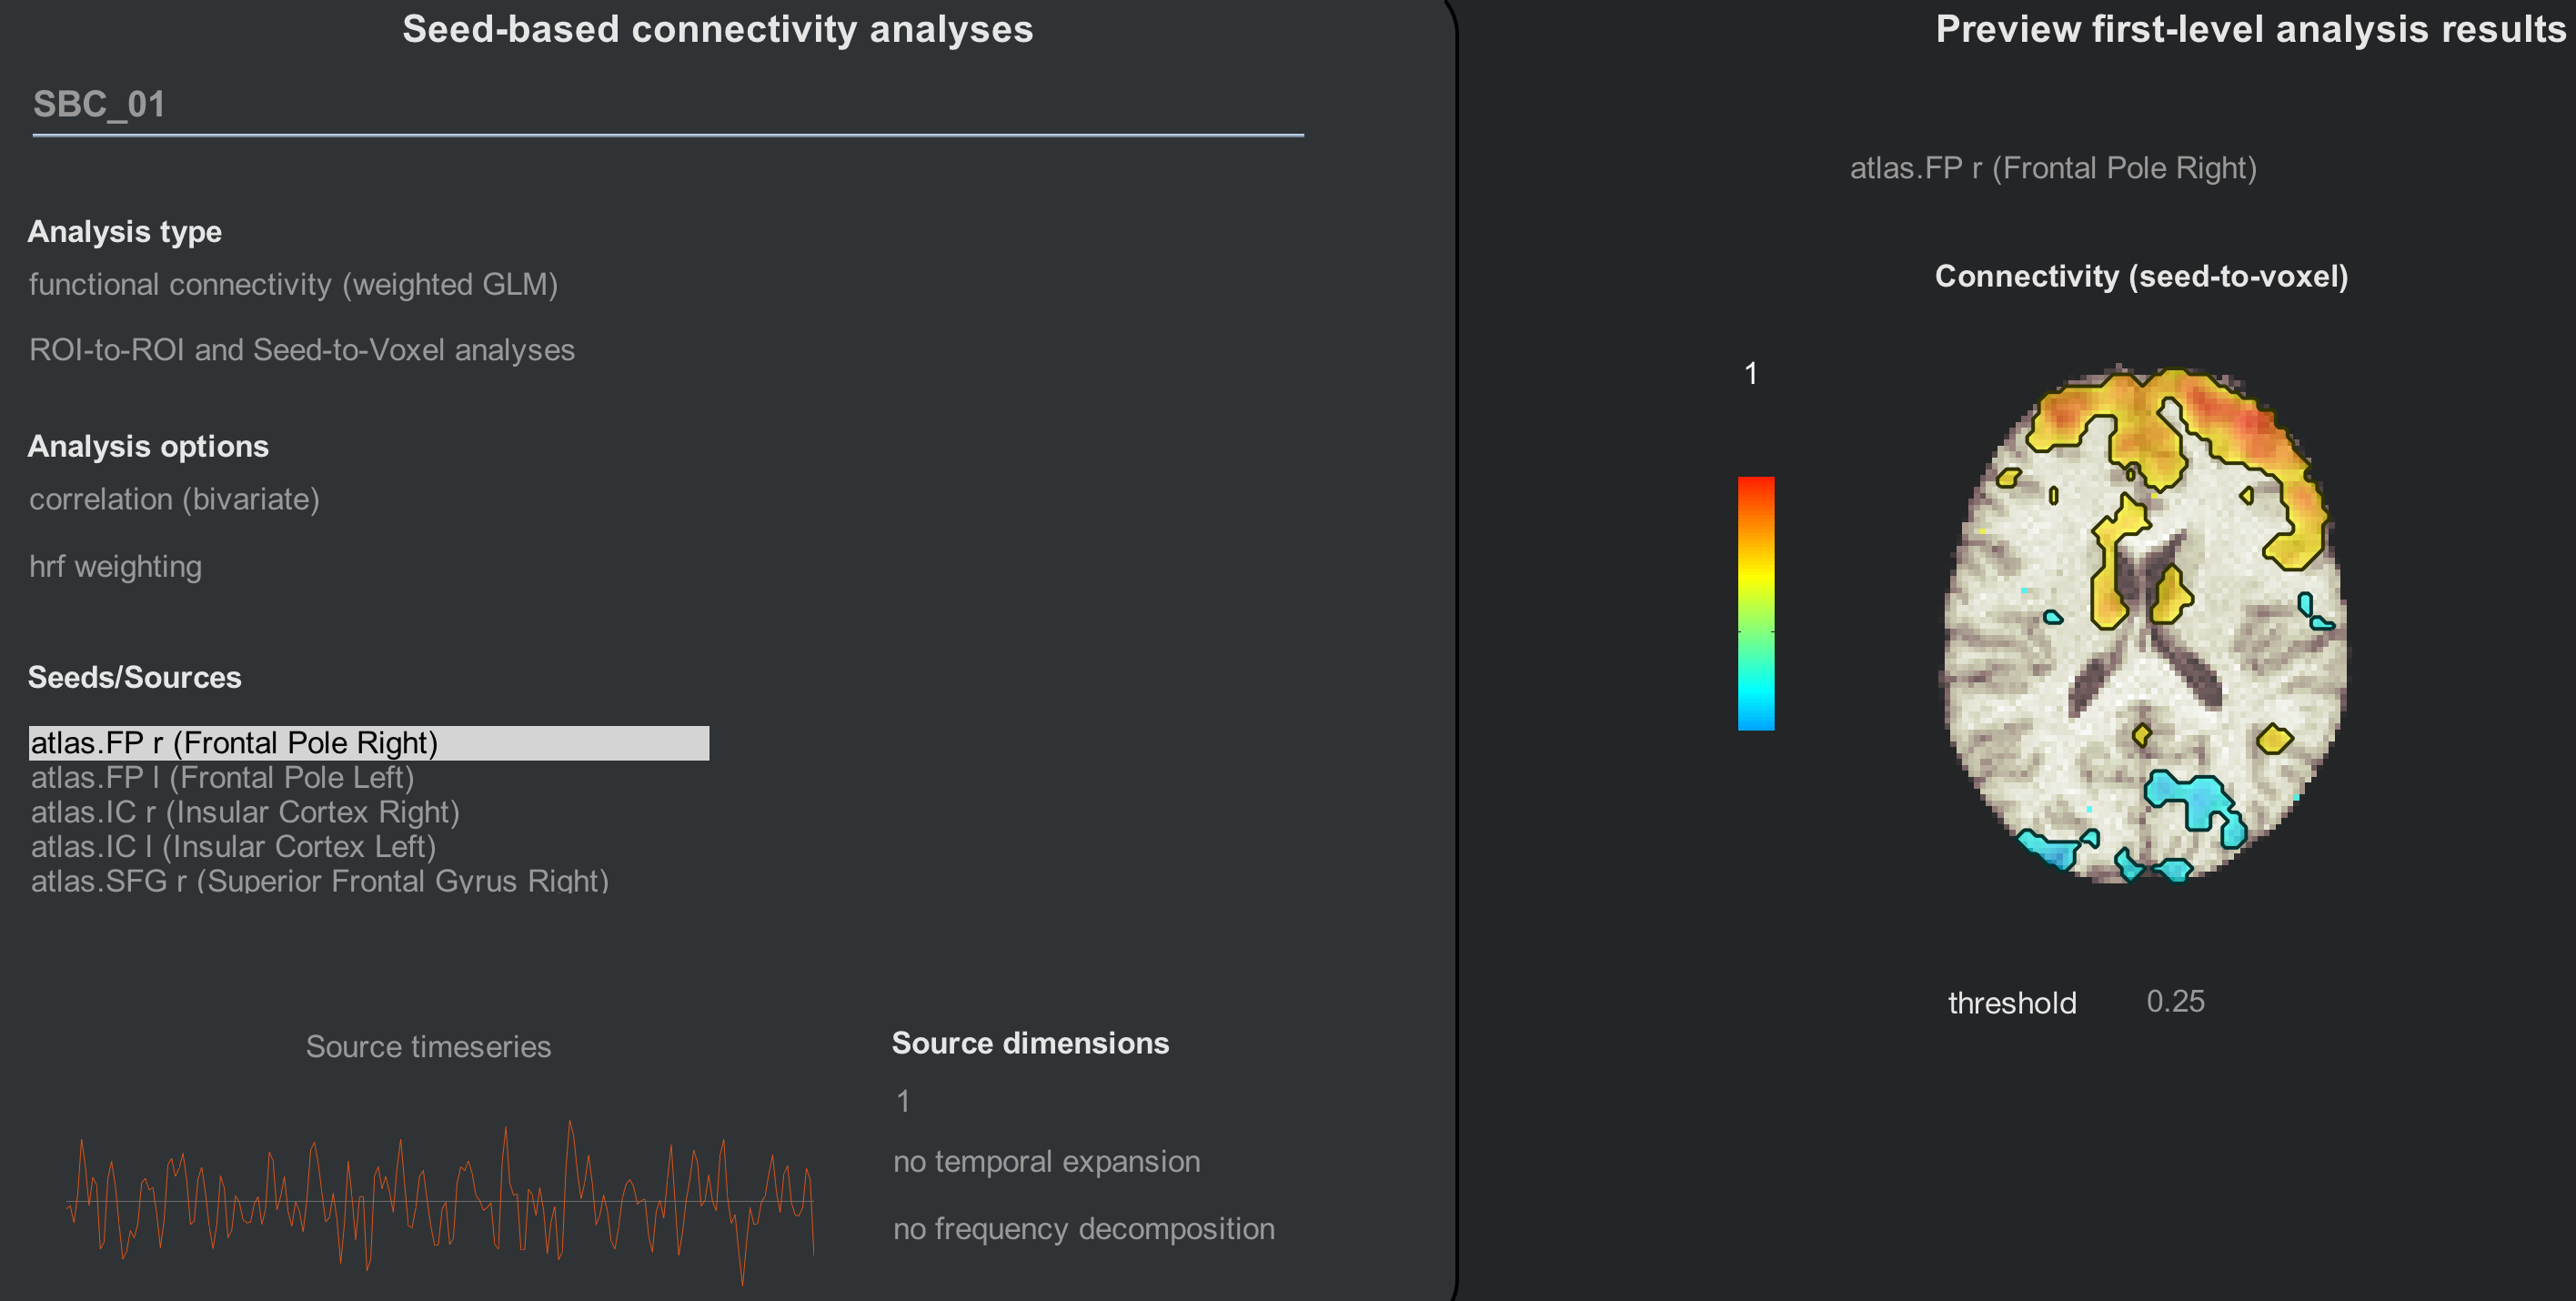 Seed-based connectivity analyses
SBC_01
Analysis type
functional connectivity (weighted GLM)
ROI-to-ROI and Seed-to-Voxel analyses
Analysis options
correlation (bivariate)
hrf weighting
Seeds/Sources
atlas.FP r (Frontal Pole Right)
atlas.FP l (Frontal Pole Left)
atlas.IC r (Insular Cortex Right)
atlas.IC l (Insular Cortex Left)
atlas.SFG r (Superior Frontal Gyrus Right)
Source timeseries
Source dimensions
1
no temporal expansion
no frequency decomposition
Preview first-level analysis results
atlas.FP r (Frontal Pole Right)
Connectivity (seed-to-voxel)
1
threshold 0.25